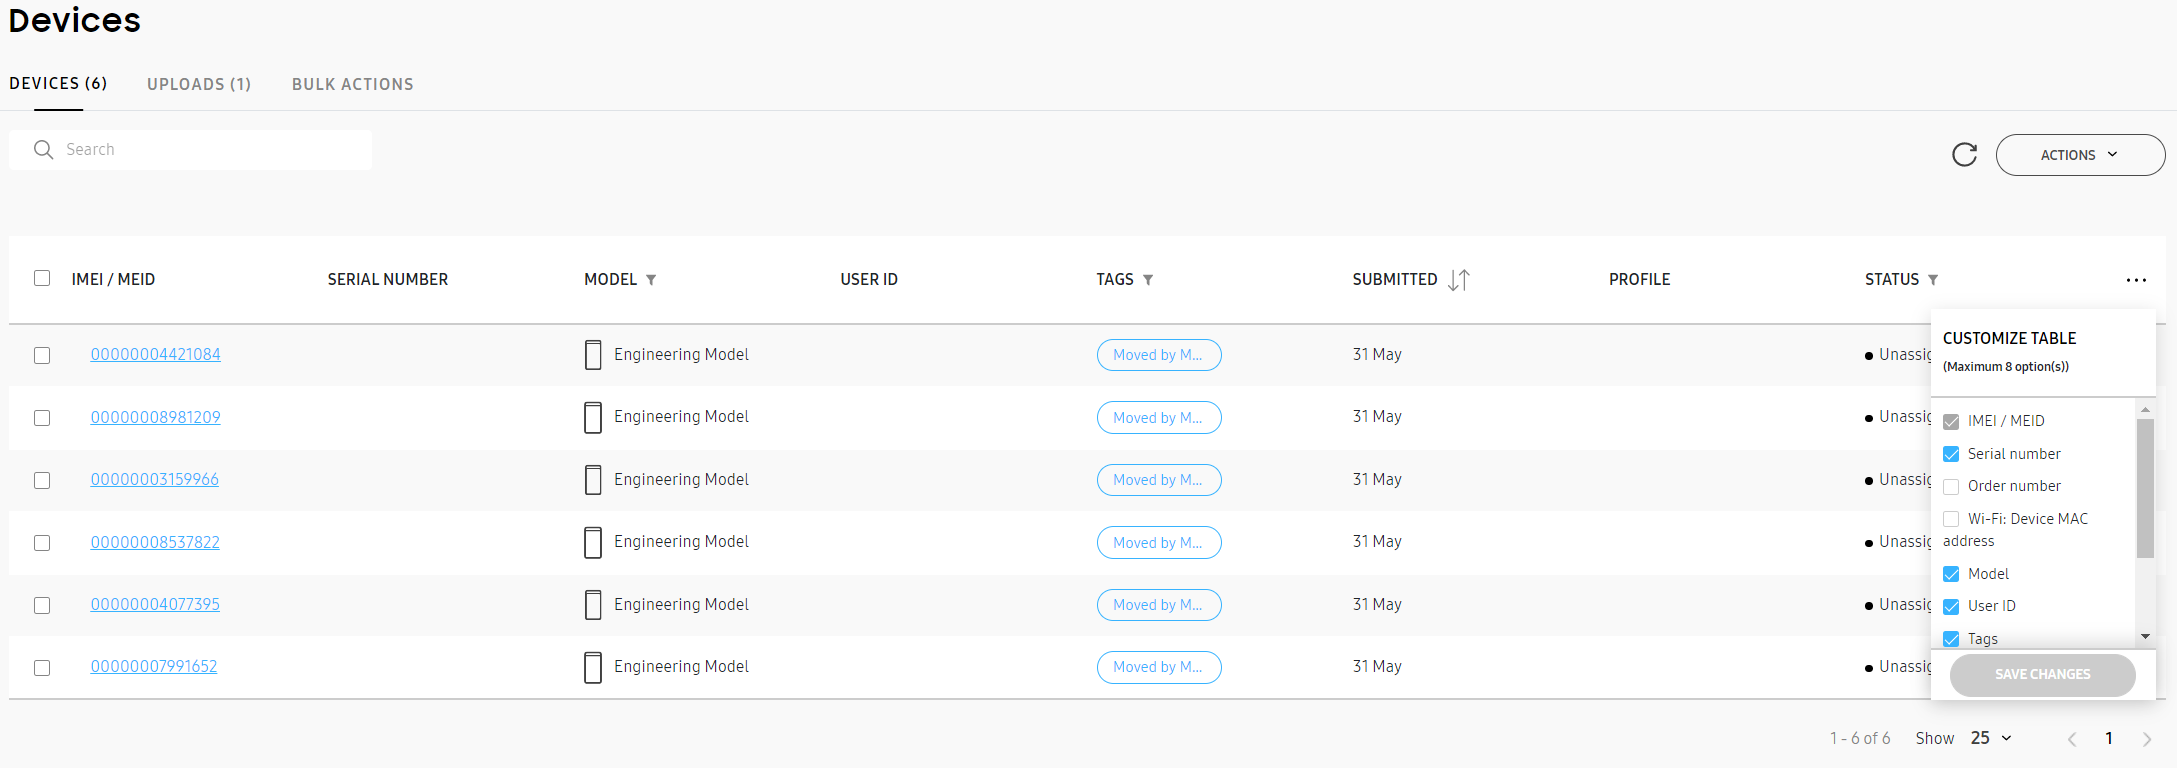 Devices
DEVICES (6) UPLOADS (1) BULK ACTIONS
Search
ACTIONS
IMEI / MEID SERIAL NUMBER MODEL USER ID TAGS SUBMITTED PROFILE STATUS
00000004421084 Engineering Model Moved by M... 31 May Unassig
00000008981209 Engineering Model Moved by M... 31 May Unassig
00000003159966 Engineering Model Moved by M... 31 May Unassig
00000008537822 Engineering Model Moved by M... 31 May Unassig
00000004077395 Engineering Model Moved by M... 31 May Unassig
00000007991652 Engineering Model Moved by M... 31 May Unassig
CUSTOMIZE TABLE
(Maximum 8 option(s))
IMEI / MEID
Serial number
Order number
Wi-Fi: Device MAC
address
Model
User ID
Tags
SAVE CHANGES
1 - 6 of 6 Show 25 1